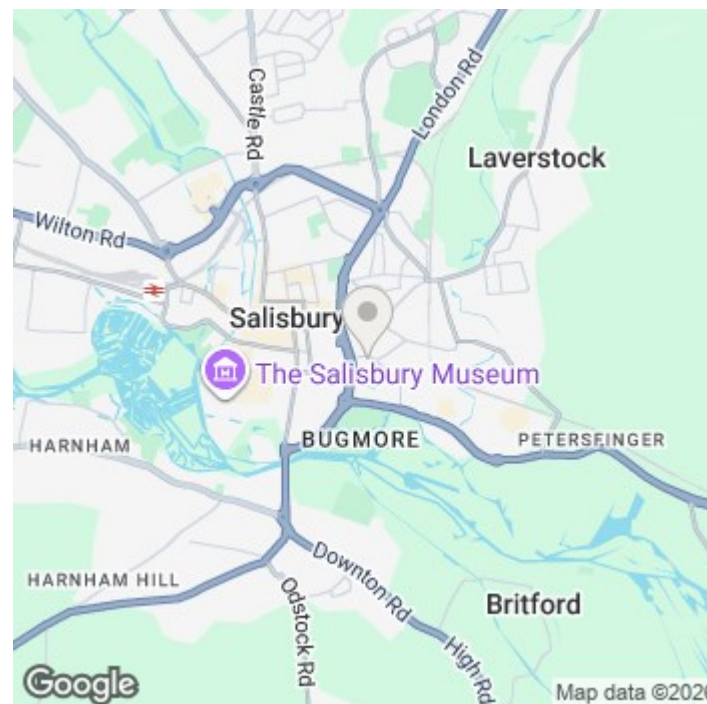 Castle Rd
London Rd
Laverstock
Wilton Rd
Salisbury
The Salisbury Museum
BUGMORE
HARNHAM
PETERSFINGER
HARNHAM HILL
Downton Rd
Odstock Rd
Britford
High Rd
Google
Map data ©2026